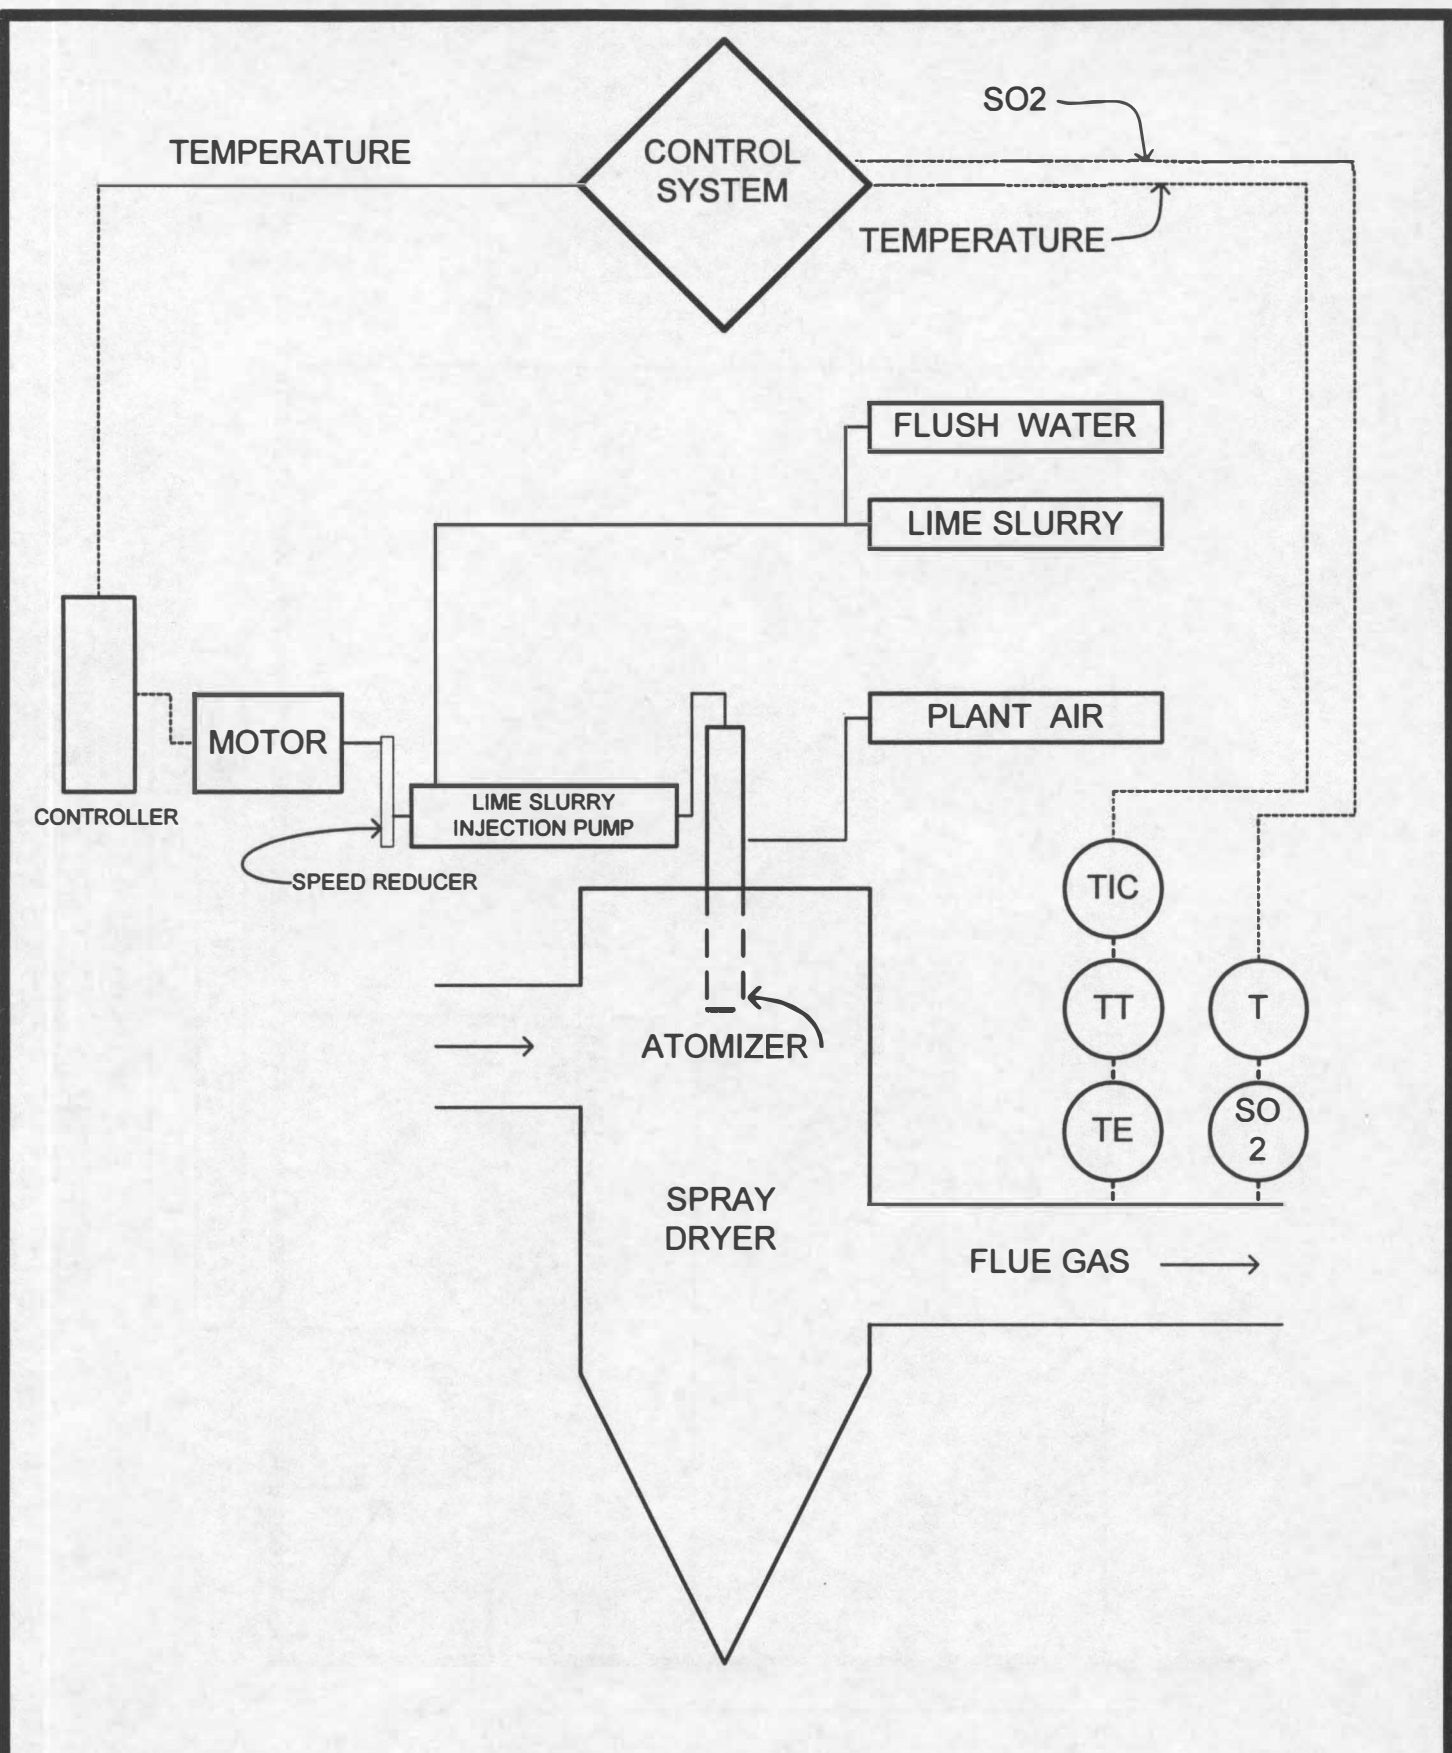 SO2
TEMPERATURE
CONTROL
SYSTEM
TEMPERATURE
FLUSH WATER
LIME SLURRY
PLANT AIR
MOTOR
LIME SLURRY
INJECTION PUMP
CONTROLLER
SPEED REDUCER
TIC
TT
T
ATOMIZER
TE
SO
2
SPRAY
DRYER
FLUE GAS